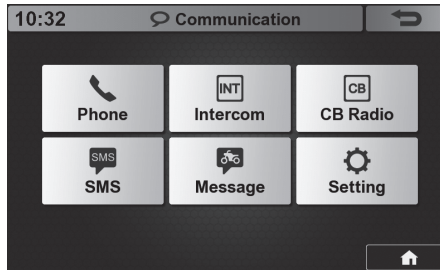 10:32 Communication
INT CB
Phone Intercom CB Radio
SMS
SMS Message Setting